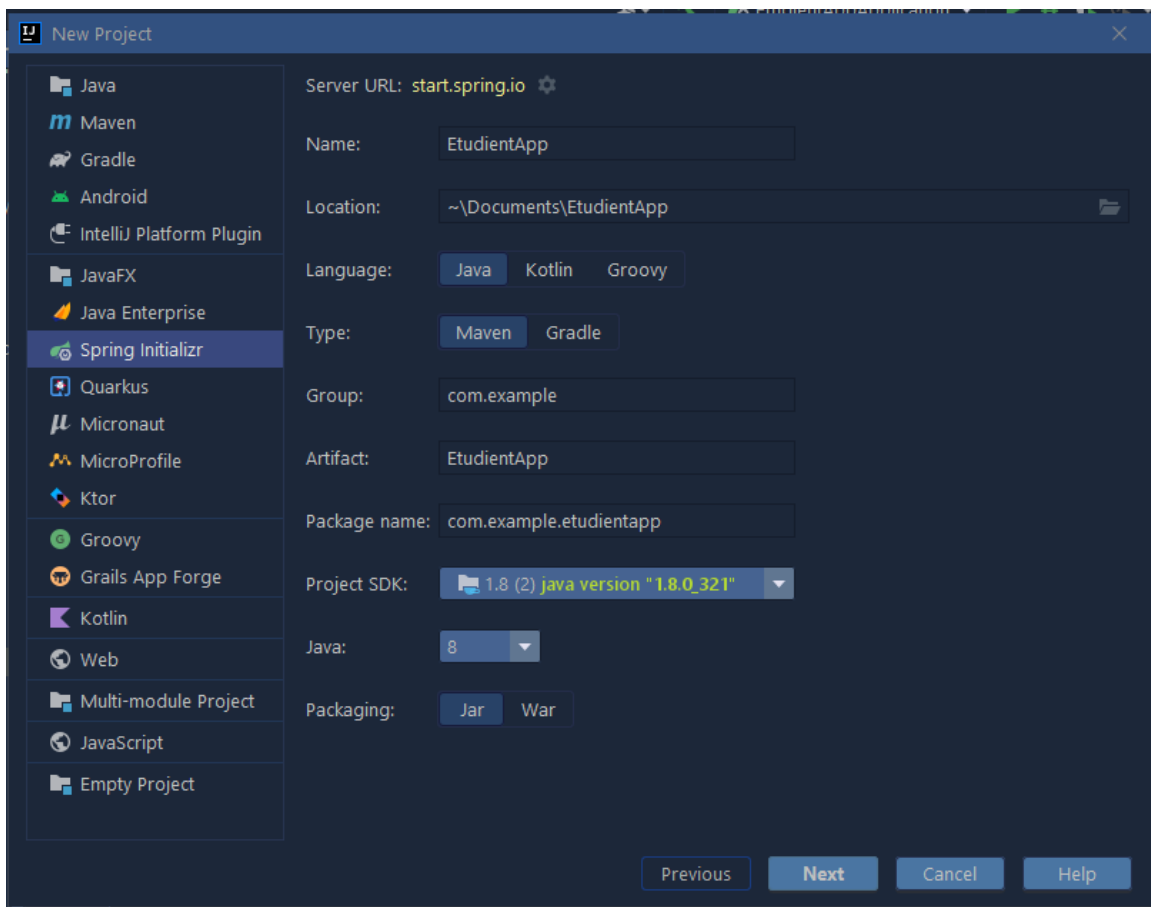 EtudientAppApplication
New Project
Java
Maven
Gradle
Android
IntelliJ Platform Plugin
JavaFX
Java Enterprise
Spring Initializr
Quarkus
Micronaut
MicroProfile
Ktor
Groovy
Grails App Forge
Kotlin
Web
Multi-module Project
JavaScript
Empty Project
Server URL: start.spring.io
Name: EtudientApp
Location: ~\Documents\EtudientApp
Language: Java Kotlin Groovy
Type: Maven Gradle
Group: com.example
Artifact: EtudientApp
Package name: com.example.etudientapp
Project SDK: 1.8 (2) java version "1.8.0_321"
Java: 8
Packaging: Jar War
Previous Next Cancel Help